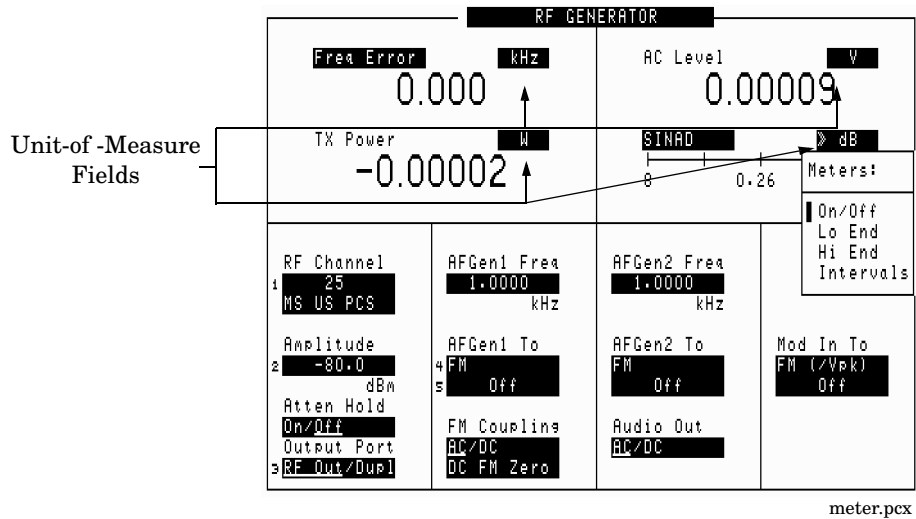 RF GENERATOR
Freq Error kHz
0.000
AC Level V
0.00009
Unit-of -Measure
Fields
TX Power W
-0.00002
SINAD » dB
0 0.26
Meters:
On/Off
Lo End
Hi End
Intervals
RF Channel
1 25
MS US PCS
Amplitude
2 -80.0
dBm
Atten Hold
On/Off
Output Port
3 RF Out/Dupl
AFGen1 Freq
1.0000
kHz
AFGen1 To
4 FM
5 Off
FM Coupling
AC/DC
DC FM Zero
AFGen2 Freq
1.0000
kHz
AFGen2 To
FM
Off
Audio Out
AC/DC
Mod In To
FM (/Vpk)
Off
meter.pcx